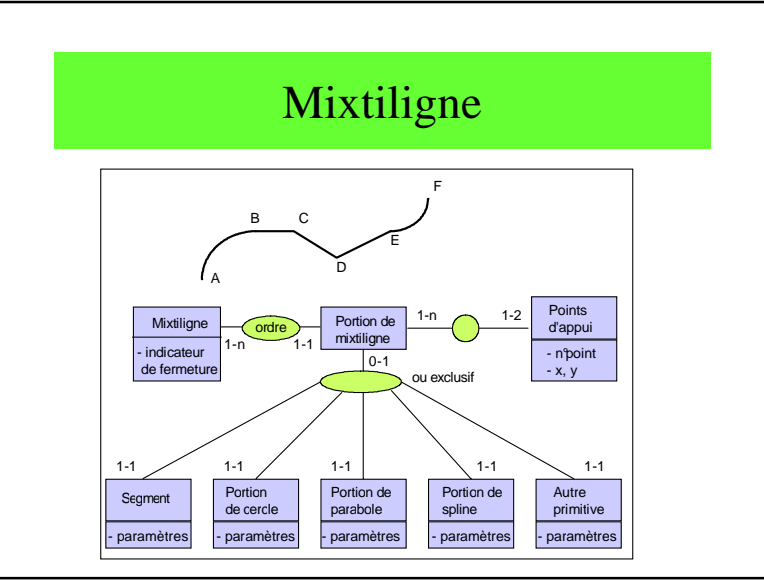 Mixtiligne
F
B
C
E
D
A
Mixtiligne
- indicateur
de fermeture
1-n
ordre
1-1
Portion de
mixtiligne
1-n
1-2
Points
d'appui
- n°point
- x, y
0-1
ou exclusif
1-1
1-1
1-1
1-1
1-1
Segment
- paramètres
Portion
de cercle
- paramètres
Portion de
parabole
- paramètres
Portion de
spline
- paramètres
Autre
primitive
- paramètres